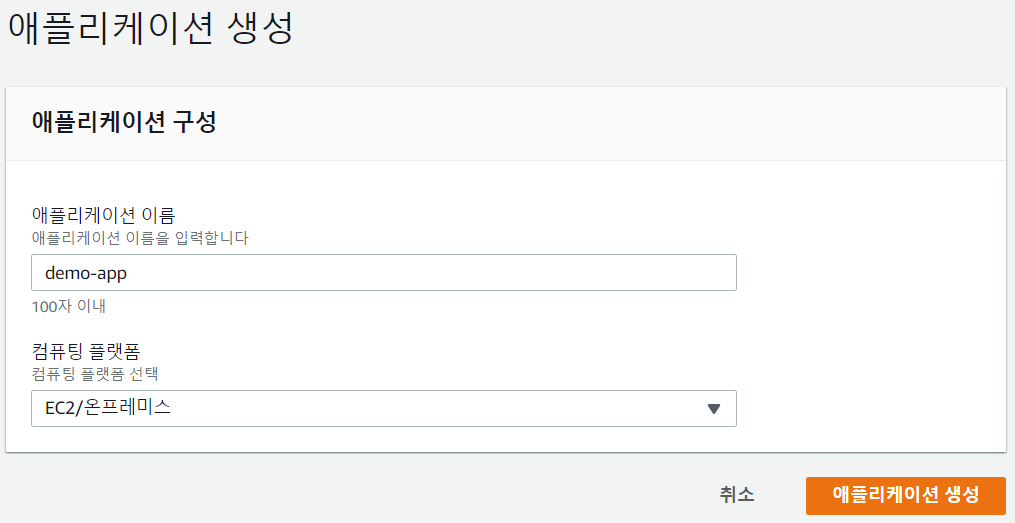 애플리케이션 생성
애플리케이션 구성
애플리케이션 이름
애플리케이션 이름을 입력합니다
demo-app
100자 이내
컴퓨팅 플랫폼
컴퓨팅 플랫폼 선택
EC2/온프레미스
취소
애플리케이션 생성